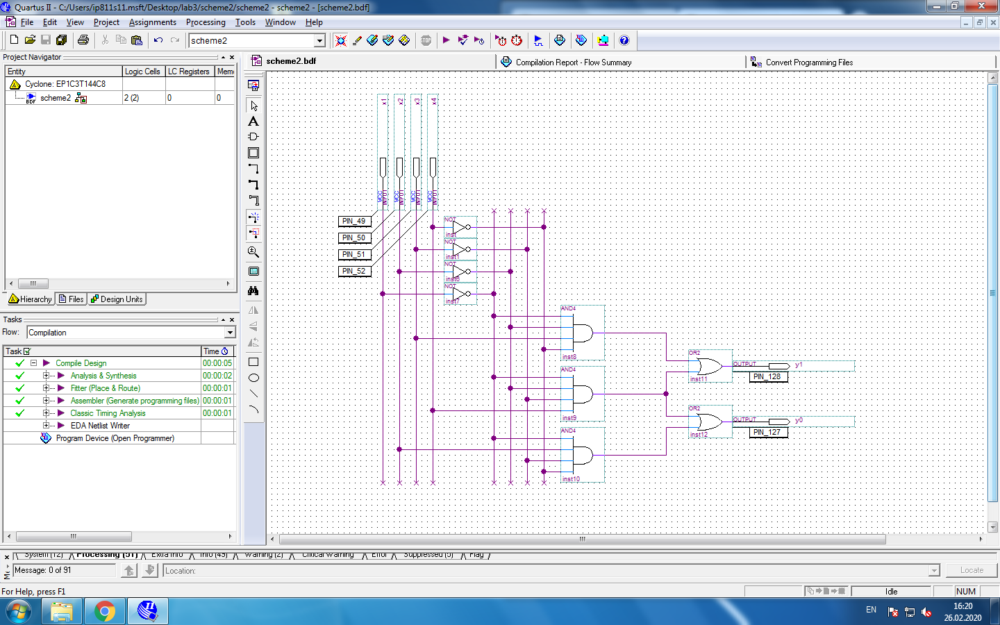 Quartus II - C:/Users/ip811s11.msft/Desktop/lab3/scheme2/scheme2 - scheme2 - [scheme2.bdf]
File Edit View Project Assignments Processing Tools Window Help
scheme2
STOP
Project Navigator
Entity Logic Cells LC Registers Memo
Cyclone: EP1C3T144C8
scheme2 2 (2) 0 0
BDF
Hierarchy Files Design Units
Tasks
Flow: Compilation
Task Time
Compile Design 00:00:05
Analysis & Synthesis 00:00:02
Fitter (Place & Route) 00:00:01
Assembler (Generate programming files) 00:00:01
Classic Timing Analysis 00:00:01
EDA Netlist Writer
Program Device (Open Programmer)
scheme2.bdf
Compilation Report - Flow Summary
Convert Programming Files
x1 x2 x3 x4
VCC INPUT VCC INPUT VCC INPUT VCC INPUT
PIN_49
PIN_50
PIN_51
PIN_52
NOT
inst
NOT
inst1
NOT
inst6
NOT
inst7
AND4
inst8
AND4
inst9
AND4
inst10
OR2
inst11
OUTPUT y1
PIN_128
OR2
inst12
OUTPUT y0
PIN_127
System (12) Processing (51) Extra Info Info (49) Warning (2) Critical Warning Error Suppressed (5) Flag
Message: 0 of 91
Location:
Locate
For Help, press F1
Idle NUM
EN
16:20
26.02.2020